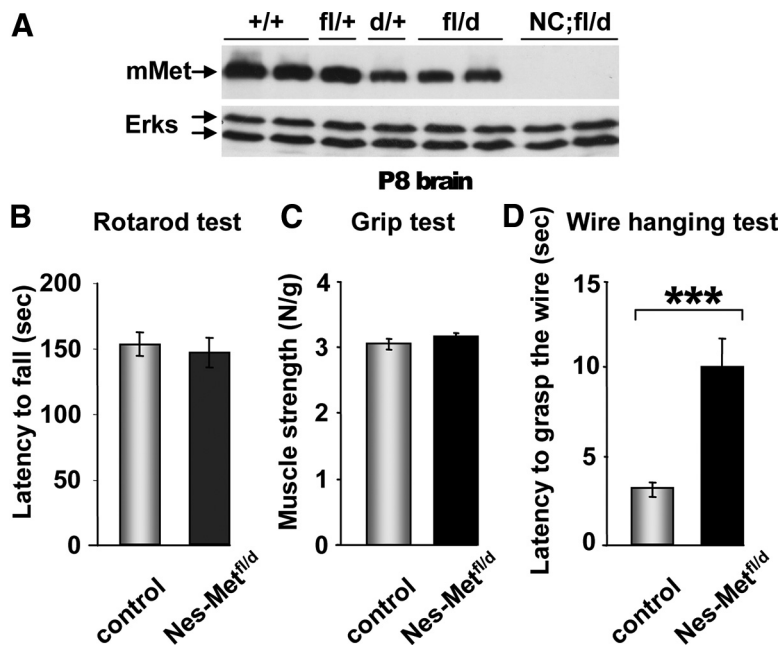 A
+/+ fl/+ d/+ fl/d NC;fl/d
mMet
Erks
P8 brain
B Rotarod test
Latency to fall (sec)
200
150
100
50
0
control
Nes-Met^fl/d
C Grip test
Muscle strength (N/g)
4
3
2
1
0
control
Nes-Met^fl/d
D Wire hanging test
Latency to grasp the wire (sec)
15
10
5
0
***
control
Nes-Met^fl/d